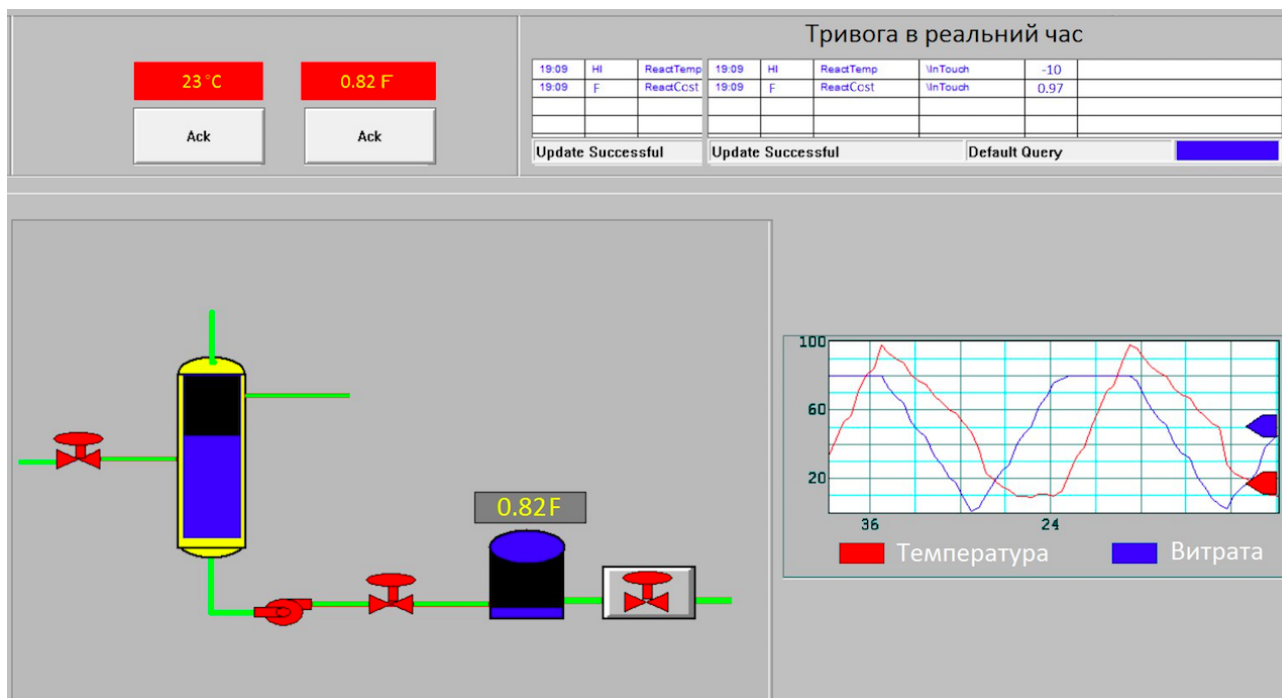 Тривога в реальний час
23°C
0.82 F
Ack
Ack
19:09 HI ReactTemp 19:09 HI ReactTemp \InTouch -10
19:09 F ReactCost 19:09 F ReactCost \InTouch 0.97
Update Successful Update Successful Default Query
0.82F
100
60
20
36 24
Температура Витрата